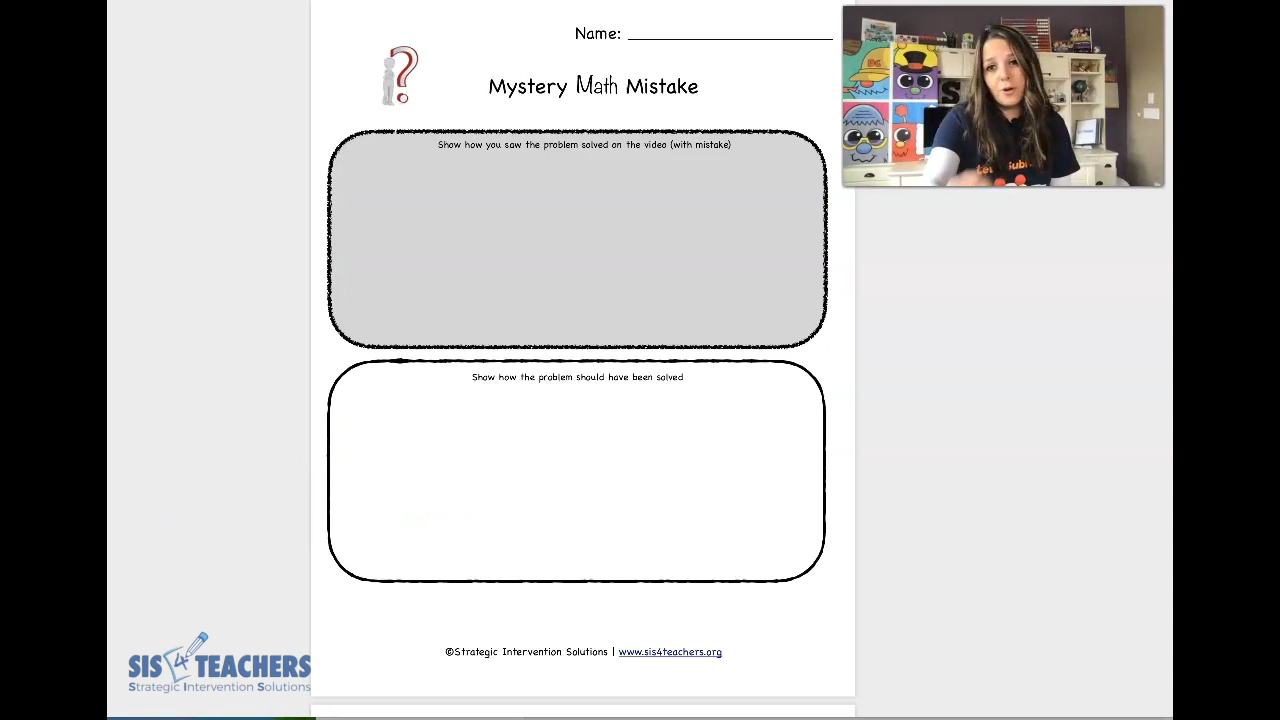 Name:
Mystery Math Mistake
Show how you saw the problem solved on the video (with mistake)
Show how the problem should have been solved
©Strategic Intervention Solutions | www.sis4teachers.org
SIS 4 TEACHERS
Strategic Intervention Solutions